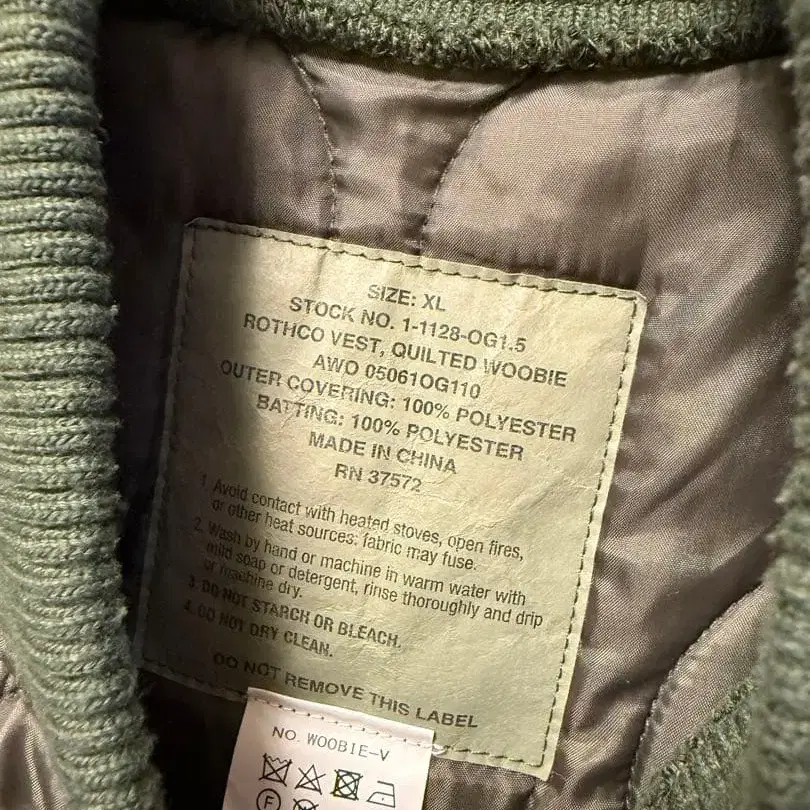 SIZE: XL
STOCK NO. 1-1128-OG1.5
ROTHCO VEST, QUILTED WOOBIE
AWO 05061OG110
OUTER COVERING: 100% POLYESTER
BATTING: 100% POLYESTER
MADE IN CHINA
RN 37572
1. Avoid contact with heated stoves, open fires,
or other heat sources: fabric may fuse.
2. Wash by hand or machine in warm water with
mild soap or detergent, rinse thoroughly and drip
or machine dry.
3. DO NOT STARCH OR BLEACH.
4. DO NOT DRY CLEAN.
DO NOT REMOVE THIS LABEL
NO. WOOBIE-V
F